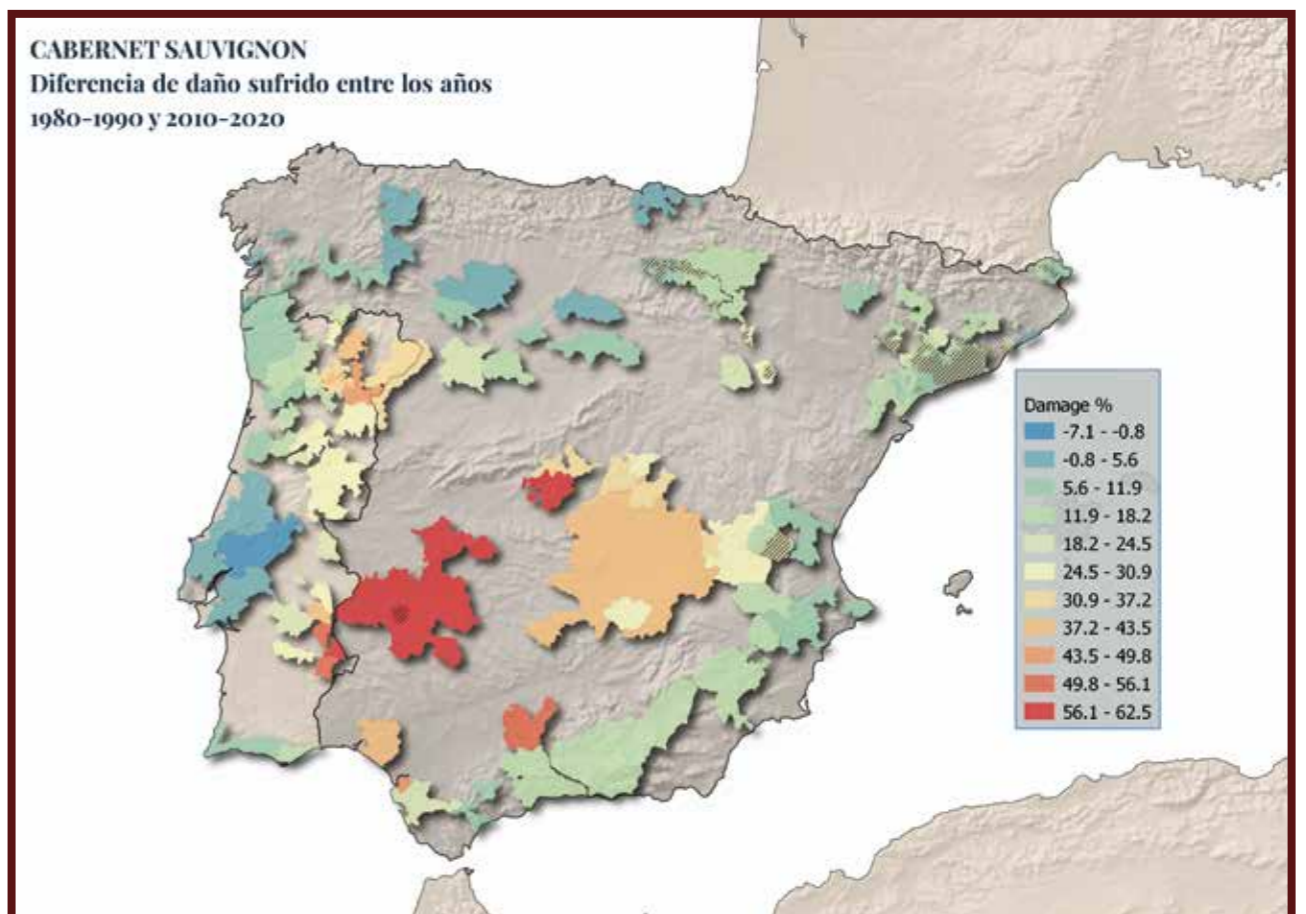 CABERNET SAUVIGNON
Diferencia de daño sufrido entre los años
1980-1990 y 2010-2020
Damage %
-7.1 - -0.8
-0.8 - 5.6
5.6 - 11.9
11.9 - 18.2
18.2 - 24.5
24.5 - 30.9
30.9 - 37.2
37.2 - 43.5
43.5 - 49.8
49.8 - 56.1
56.1 - 62.5